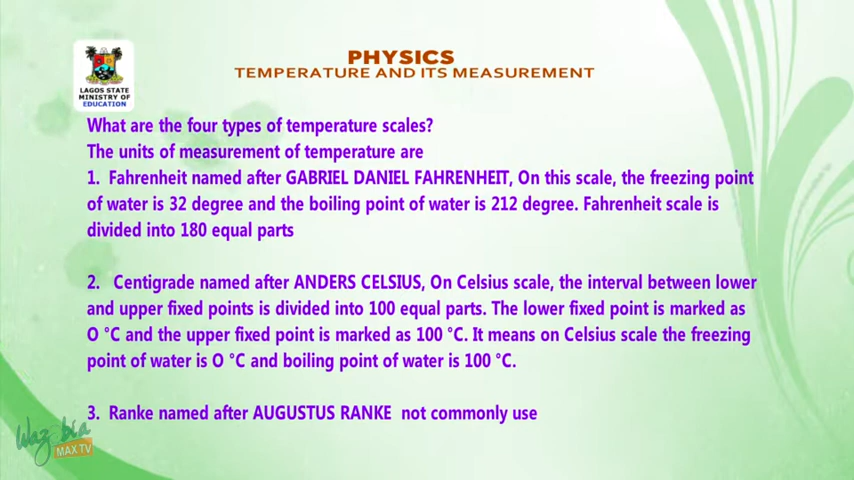 LAGOS STATE
MINISTRY OF
EDUCATION
PHYSICS
TEMPERATURE AND ITS MEASUREMENT
What are the four types of temperature scales?
The units of measurement of temperature are
1. Fahrenheit named after GABRIEL DANIEL FAHRENHEIT, On this scale, the freezing point
of water is 32 degree and the boiling point of water is 212 degree. Fahrenheit scale is
divided into 180 equal parts
2. Centigrade named after ANDERS CELSIUS, On Celsius scale, the interval between lower
and upper fixed points is divided into 100 equal parts. The lower fixed point is marked as
O °C and the upper fixed point is marked as 100 °C. It means on Celsius scale the freezing
point of water is O °C and boiling point of water is 100 °C.
3. Ranke named after AUGUSTUS RANKE not commonly use
Wazobia
MAX TV